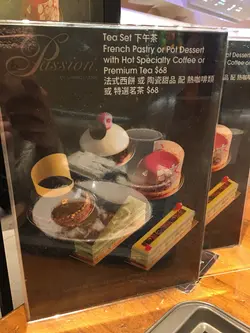 Passion.
Tea Set 下午茶
French Pastry or Pot Dessert
with Hot Specialty Coffee or
Premium Tea $68
法式西餅 或 陶瓷甜品 配 熱咖啡類
或 特選茗茶 $68